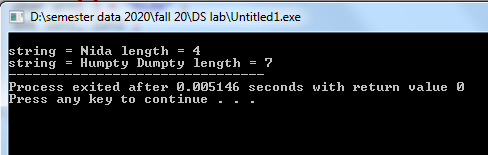 D:\semester data 2020\fall 20\DS lab\Untitled1.exe
string = Nida length = 4
string = Humpty Dumpty length = 7
--------------------------------
Process exited after 0.005146 seconds with return value 0
Press any key to continue . . .